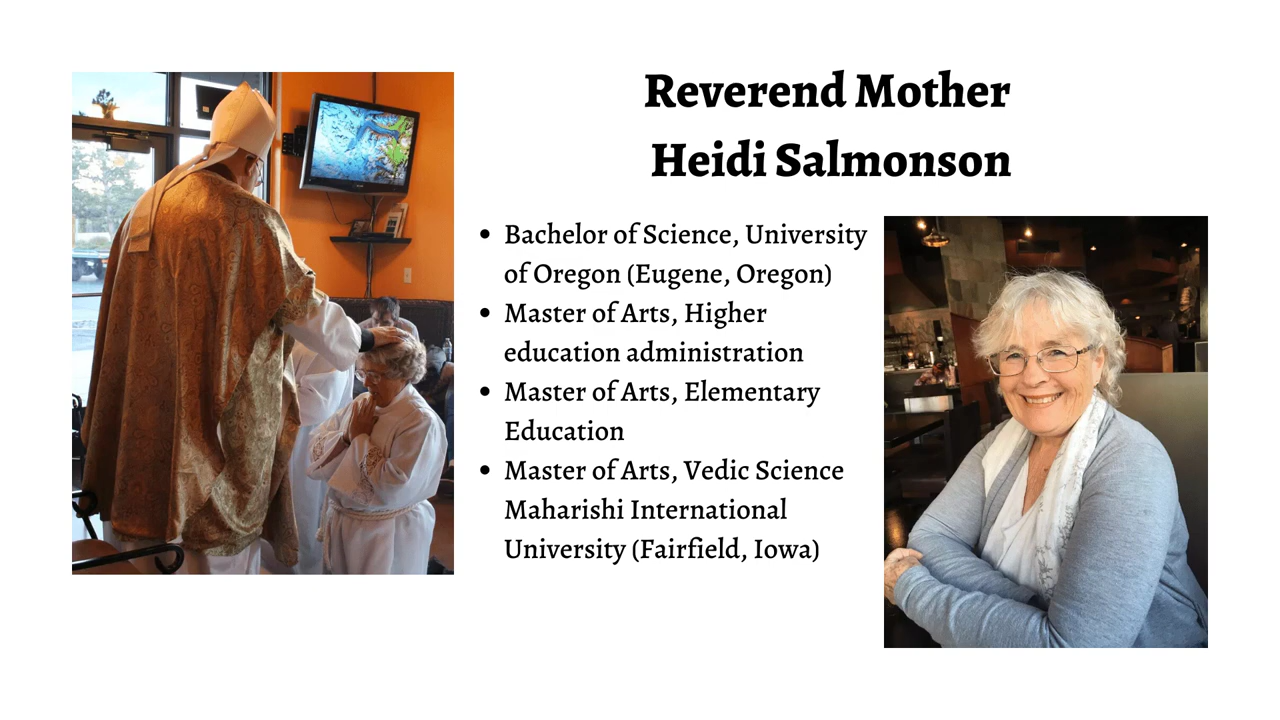 Reverend Mother
Heidi Salmonson
• Bachelor of Science, University
of Oregon (Eugene, Oregon)
• Master of Arts, Higher
education administration
• Master of Arts, Elementary
Education
• Master of Arts, Vedic Science
Maharishi International
University (Fairfield, Iowa)